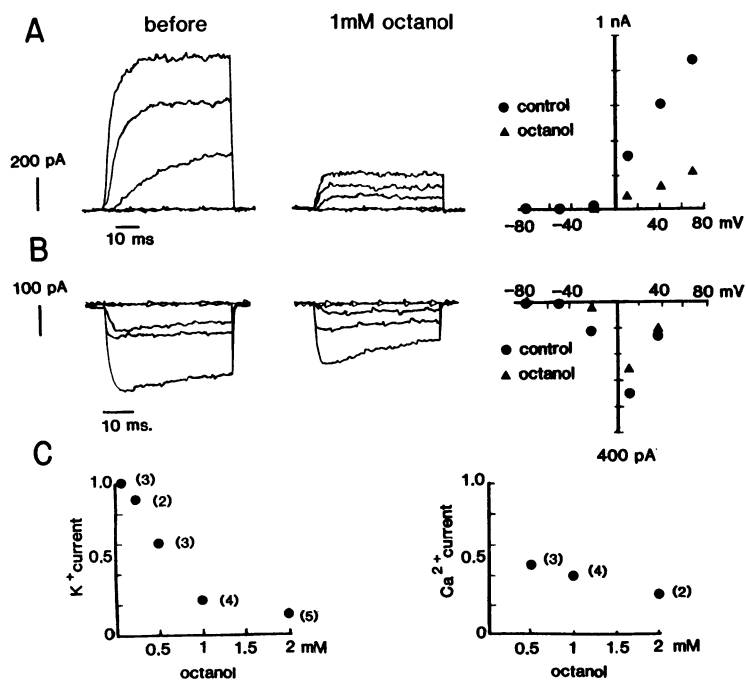 A
before
1mM octanol
1 nA
control
octanol
200 pA
10 ms
−80 −40 40 80 mV
B
100 pA
−80 −40 40 80 mV
control
octanol
10 ms.
400 pA
C
1.0
(3)
(2)
0.5
(3)
(4)
(5)
0
K+current
0.5 1 1.5 2 mM
octanol
1.0
0.5
(3)
(4)
(2)
0
Ca2+current
0.5 1 1.5 2 mM
octanol